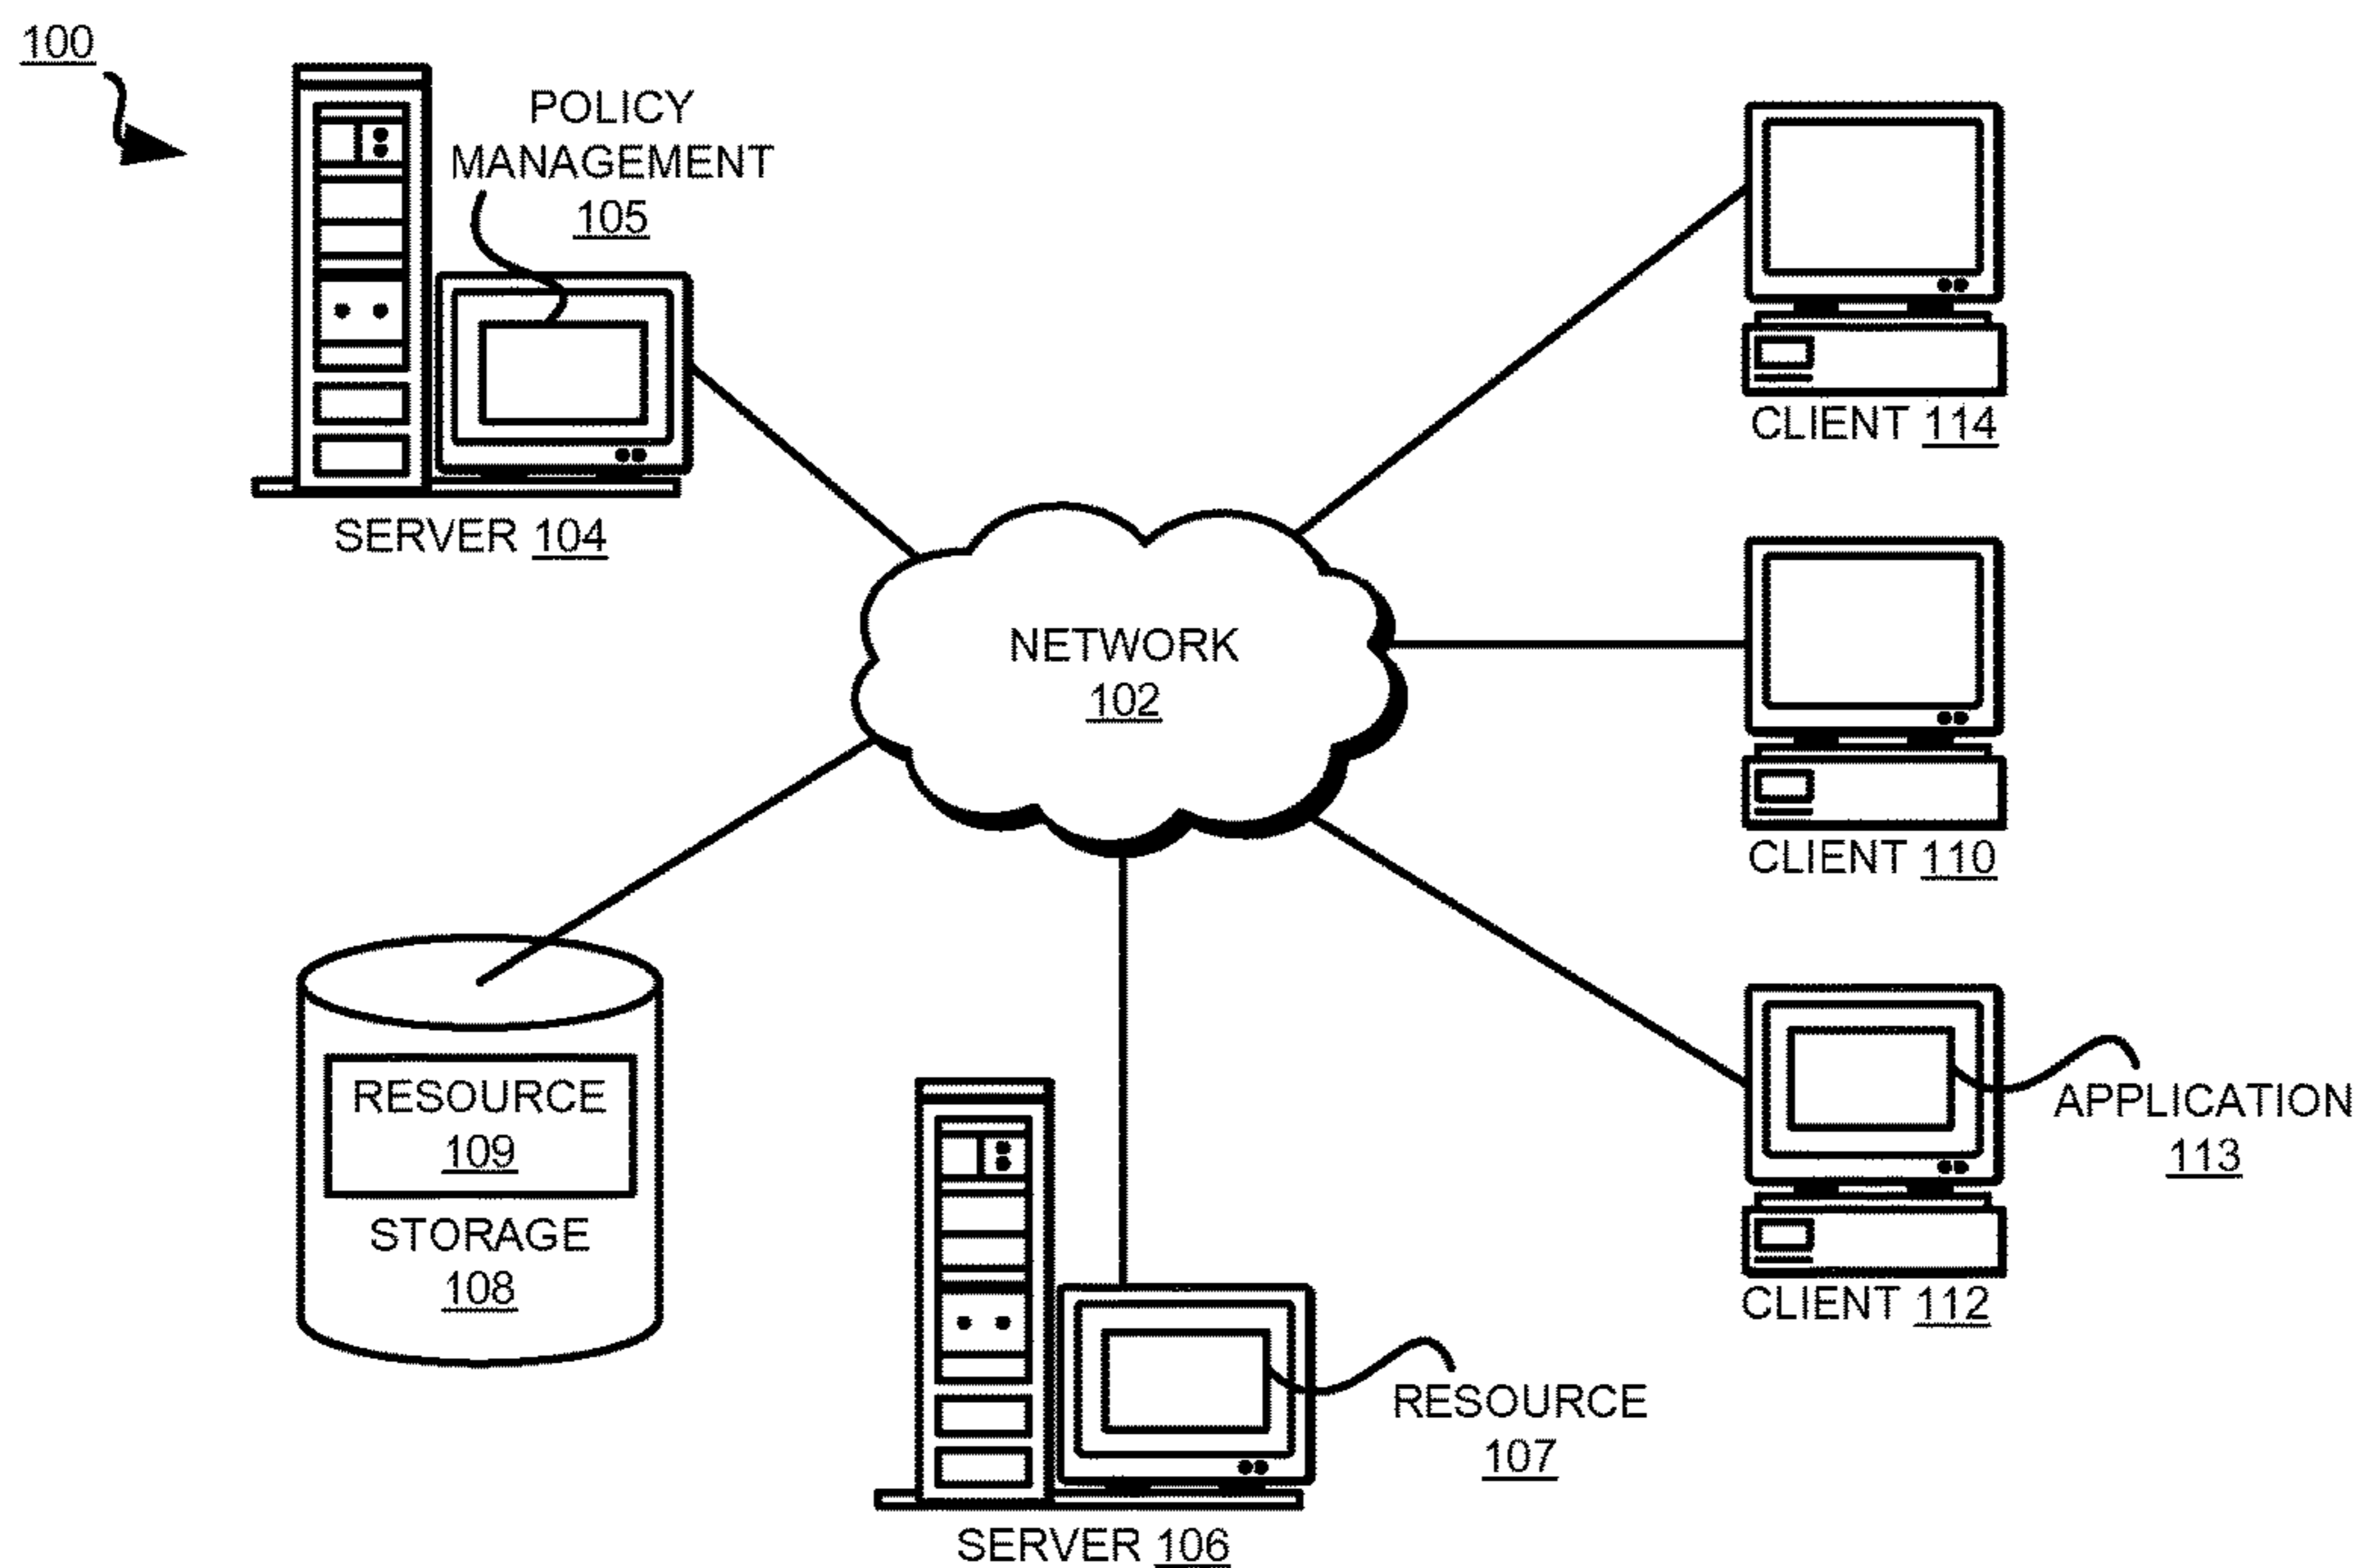 100
POLICY
MANAGEMENT
105
SERVER 104
CLIENT 114
NETWORK
102
CLIENT 110
RESOURCE
109
STORAGE
108
APPLICATION
113
CLIENT 112
RESOURCE
107
SERVER 106